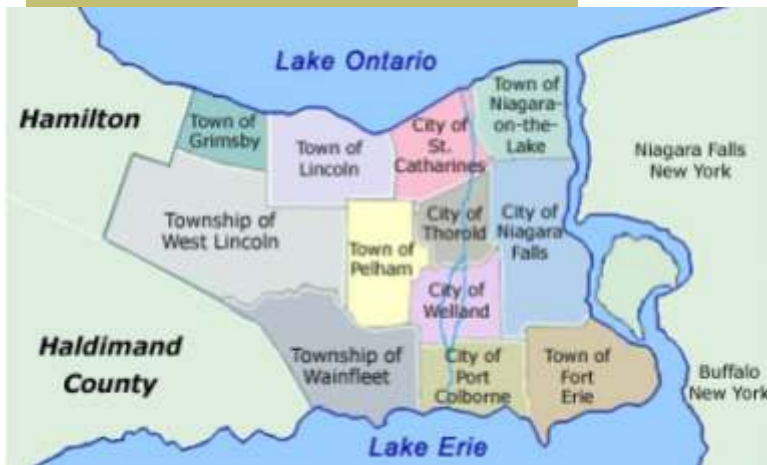 Lake Ontario
Hamilton
Town of
Grimsby
Town of
Lincoln
City of
St.
Catharines
Town of
Niagara-
on-the-
Lake
Niagara Falls
New York
Township of
West Lincoln
Town of
Pelham
City of
Thorold
City of
Niagara
Falls
City of
Welland
Haldimand
County
Township of
Wainfleet
City of
Port
Colborne
Town of
Fort
Erie
Buffalo
New York
Lake Erie